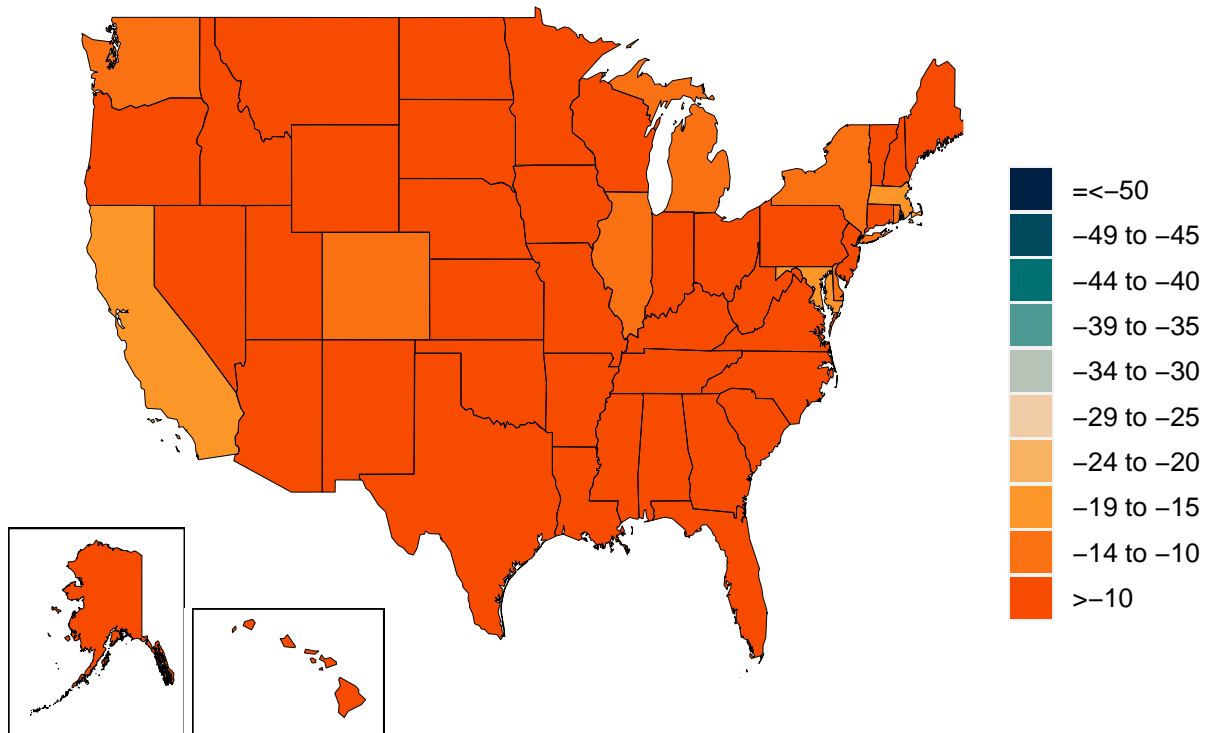 =<−50
−49 to −45
−44 to −40
−39 to −35
−34 to −30
−29 to −25
−24 to −20
−19 to −15
−14 to −10
>−10